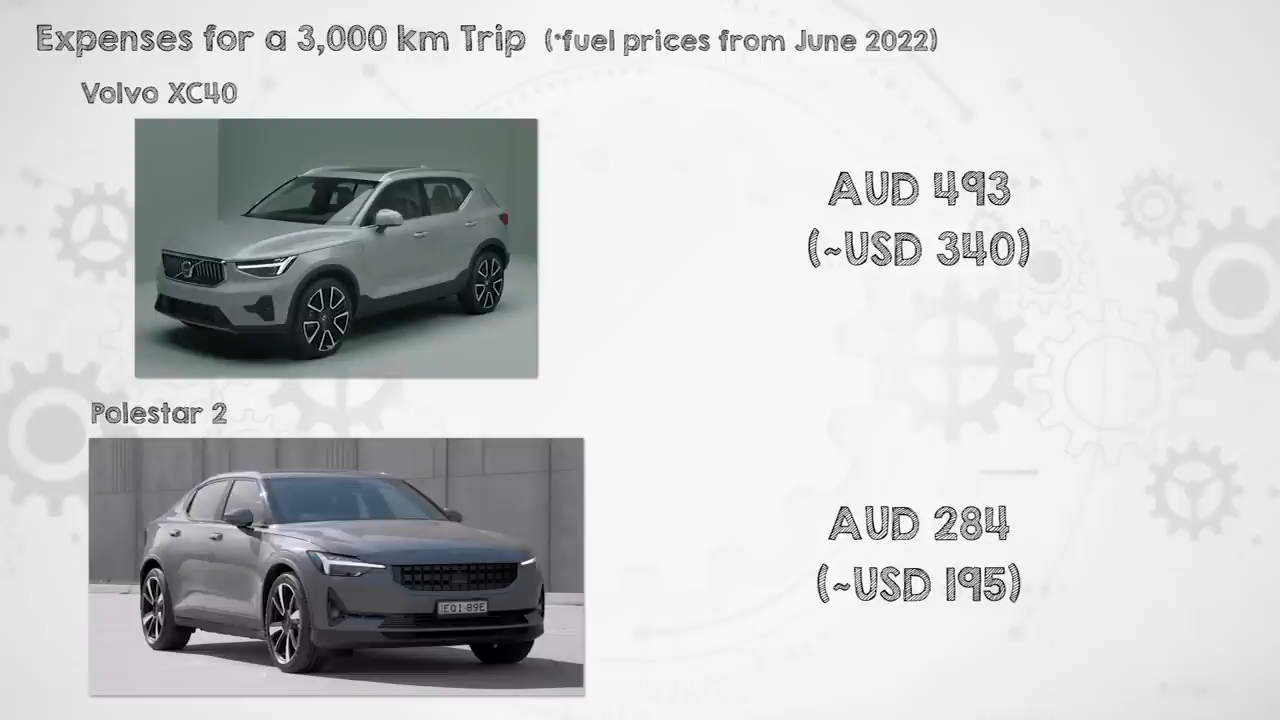 Expenses for a 3,000 km Trip (*fuel prices from June 2022)
Volvo XC40
AUD 493
(~USD 340)
Polestar 2
AUD 284
(~USD 195)
EQI·89E